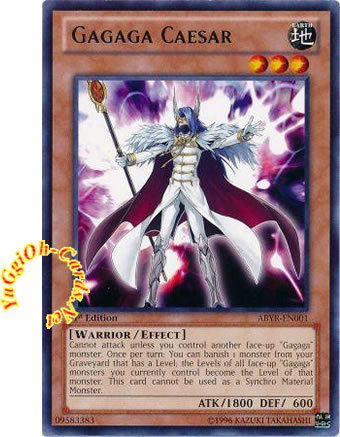 Gagaga Caesar
EARTH
地
YuGgiOh-Cards.Net
1st Edition
ABYR-EN001
[WARRIOR / EFFECT]
Cannot attack unless you control another face-up "Gagaga"
monster. Once per turn: You can banish 1 monster from your
Graveyard that has a Level; the Levels of all face-up "Gagaga"
monsters you currently control become the Level of that
monster. This card cannot be used as a Synchro Material
Monster.
ATK/1800 DEF/ 600
09583383
©1996 KAZUKI TAKAHASHI